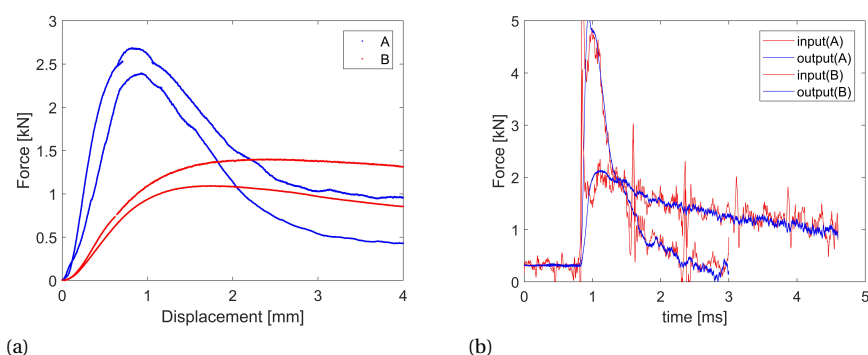 3
2.5
2
1.5
1
0.5
0
0 1 2 3 4
Force [kN]
Displacement [mm]
A
B
(a)
5
4
3
2
1
0
0 1 2 3 4 5
Force [kN]
time [ms]
input(A)
output(A)
input(B)
output(B)
(b)